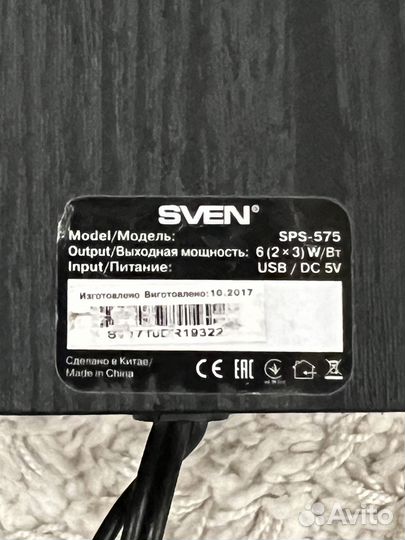 SVEN®
Model/Модель: SPS-575
Output/Выходная мощность: 6 (2×3) W/Вт
Input/Питание: USB / DC 5V
Изготовлено Виготовлено: 10.2017
Сделано в Китае/
Made in China
CE EAC
Avito